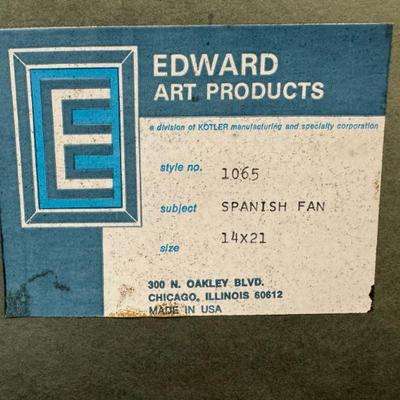 E
EDWARD
ART PRODUCTS
a division of KOTLER manufacturing and specialty corporation
style no. 1065
subject SPANISH FAN
size 14x21
300 N. OAKLEY BLVD.
CHICAGO, ILLINOIS 60612
MADE IN USA